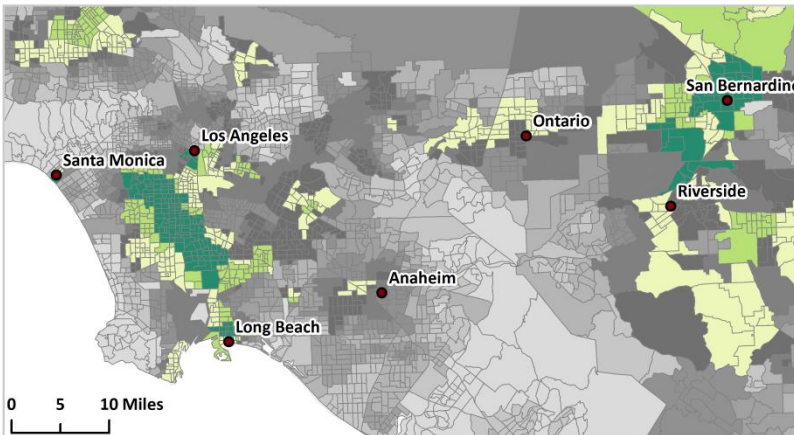 San Bernardino
Los Angeles
Ontario
Santa Monica
Riverside
Anaheim
Long Beach
0 5 10 Miles